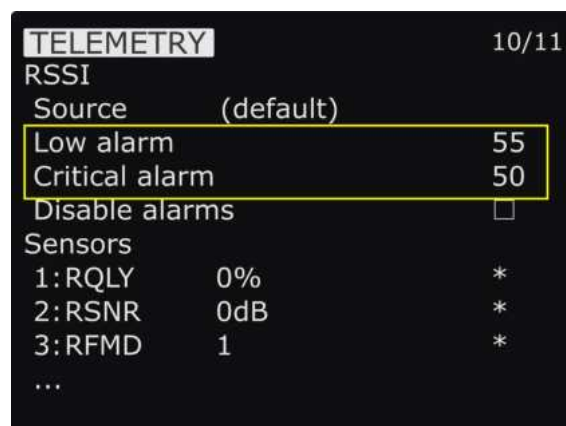 TELEMETRY 10/11
RSSI
Source (default)
Low alarm 55
Critical alarm 50
Disable alarms
Sensors
1:RQLY 0% *
2:RSNR 0dB *
3:RFMD 1 *
...